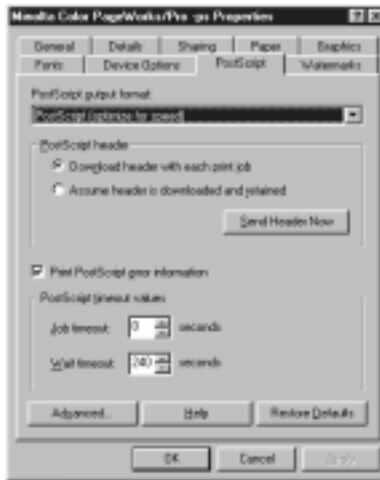 Minolta Color PageWorks/Pro -ps Properties
General Details Sharing Paper Graphics
Fonts Device Options PostScript Watermarks
PostScript output format:
PostScript (optimize for speed)
PostScript header
Download header with each print job
Assume header is downloaded and retained
Send Header Now
Print PostScript error information
PostScript timeout values
Job timeout: 0 seconds
Wait timeout: 240 seconds
Advanced... Help Restore Defaults
OK Cancel Apply